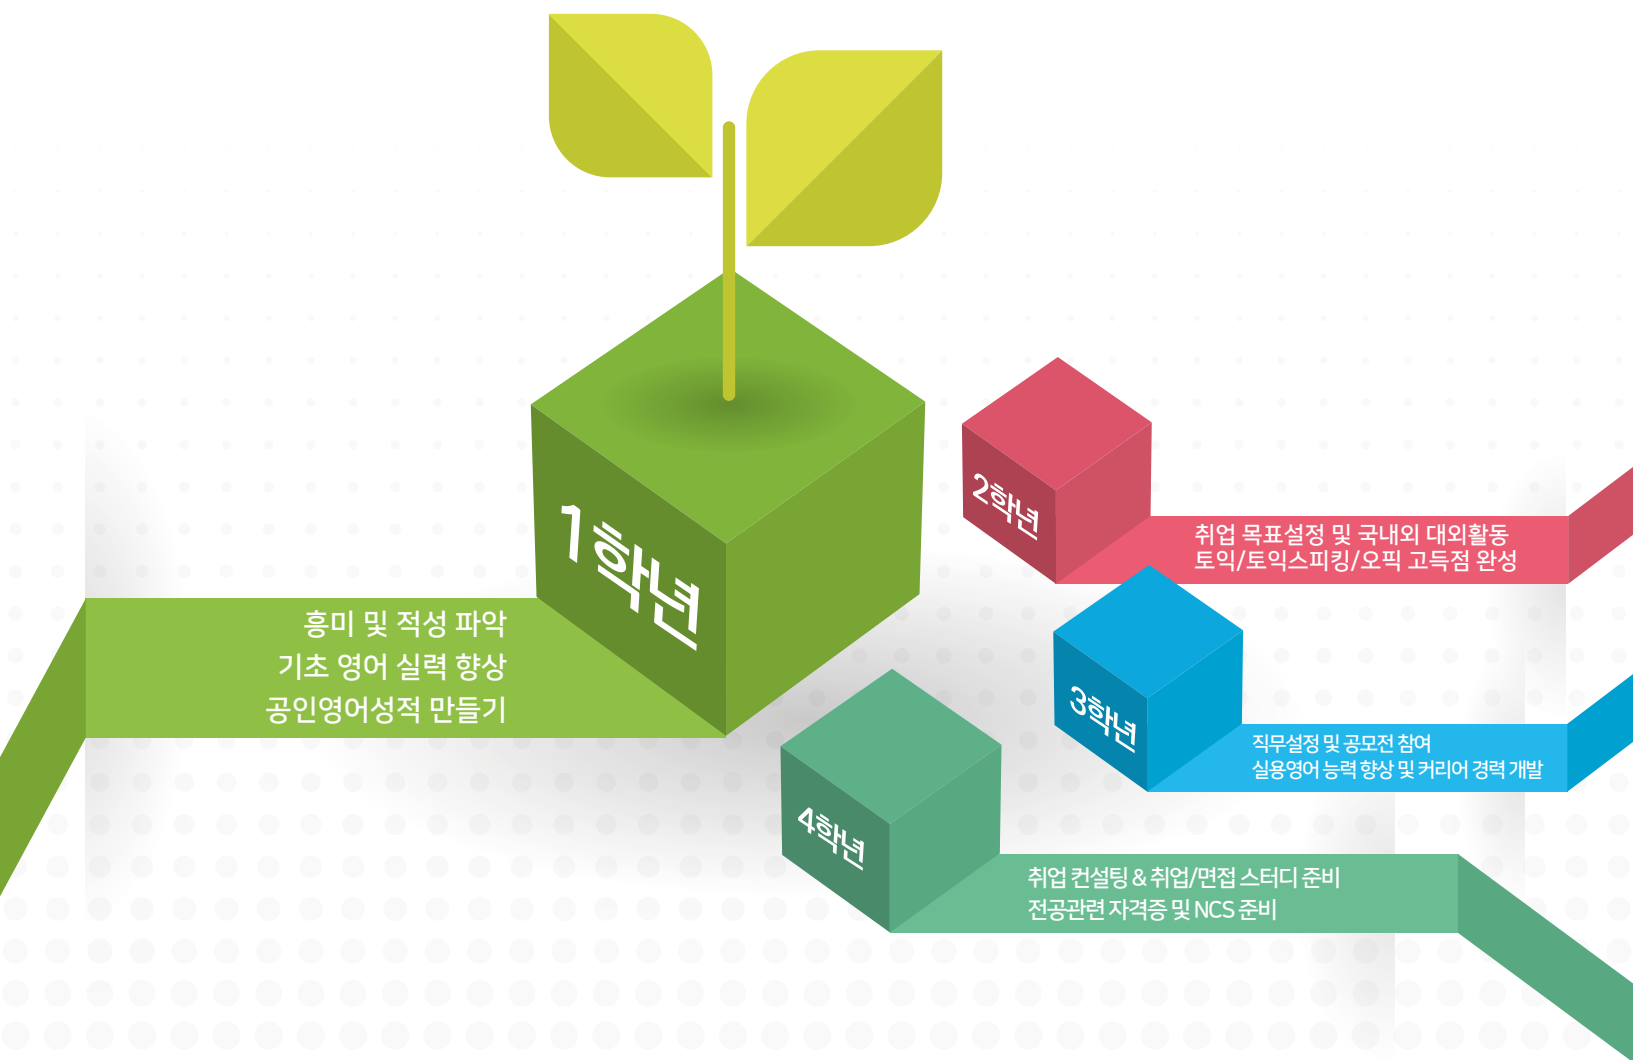 1학년
흥미 및 적성 파악
기초 영어 실력 향상
공인영어성적 만들기
2학년
취업 목표설정 및 국내외 대외활동
토익/토익스피킹/오픽 고득점 완성
3학년
직무설정 및 공모전 참여
실용영어 능력 향상 및 커리어 경력 개발
4학년
취업 컨설팅 & 취업/면접 스터디 준비
전공관련 자격증 및 NCS 준비